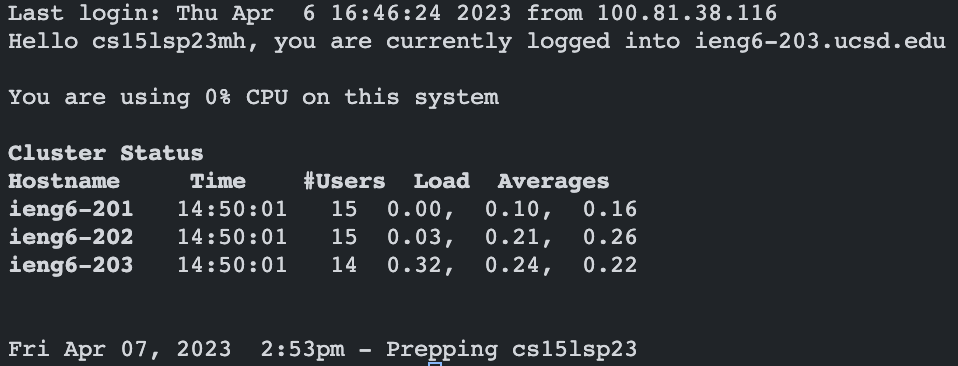 Last login: Thu Apr  6 16:46:24 2023 from 100.81.38.116
Hello cs15lsp23mh, you are currently logged into ieng6-203.ucsd.edu
You are using 0% CPU on this system
Cluster Status
Hostname     Time    #Users  Load  Averages
ieng6-201   14:50:01   15  0.00,  0.10,  0.16
ieng6-202   14:50:01   15  0.03,  0.21,  0.26
ieng6-203   14:50:01   14  0.32,  0.24,  0.22
Fri Apr 07, 2023  2:53pm - Prepping cs15lsp23